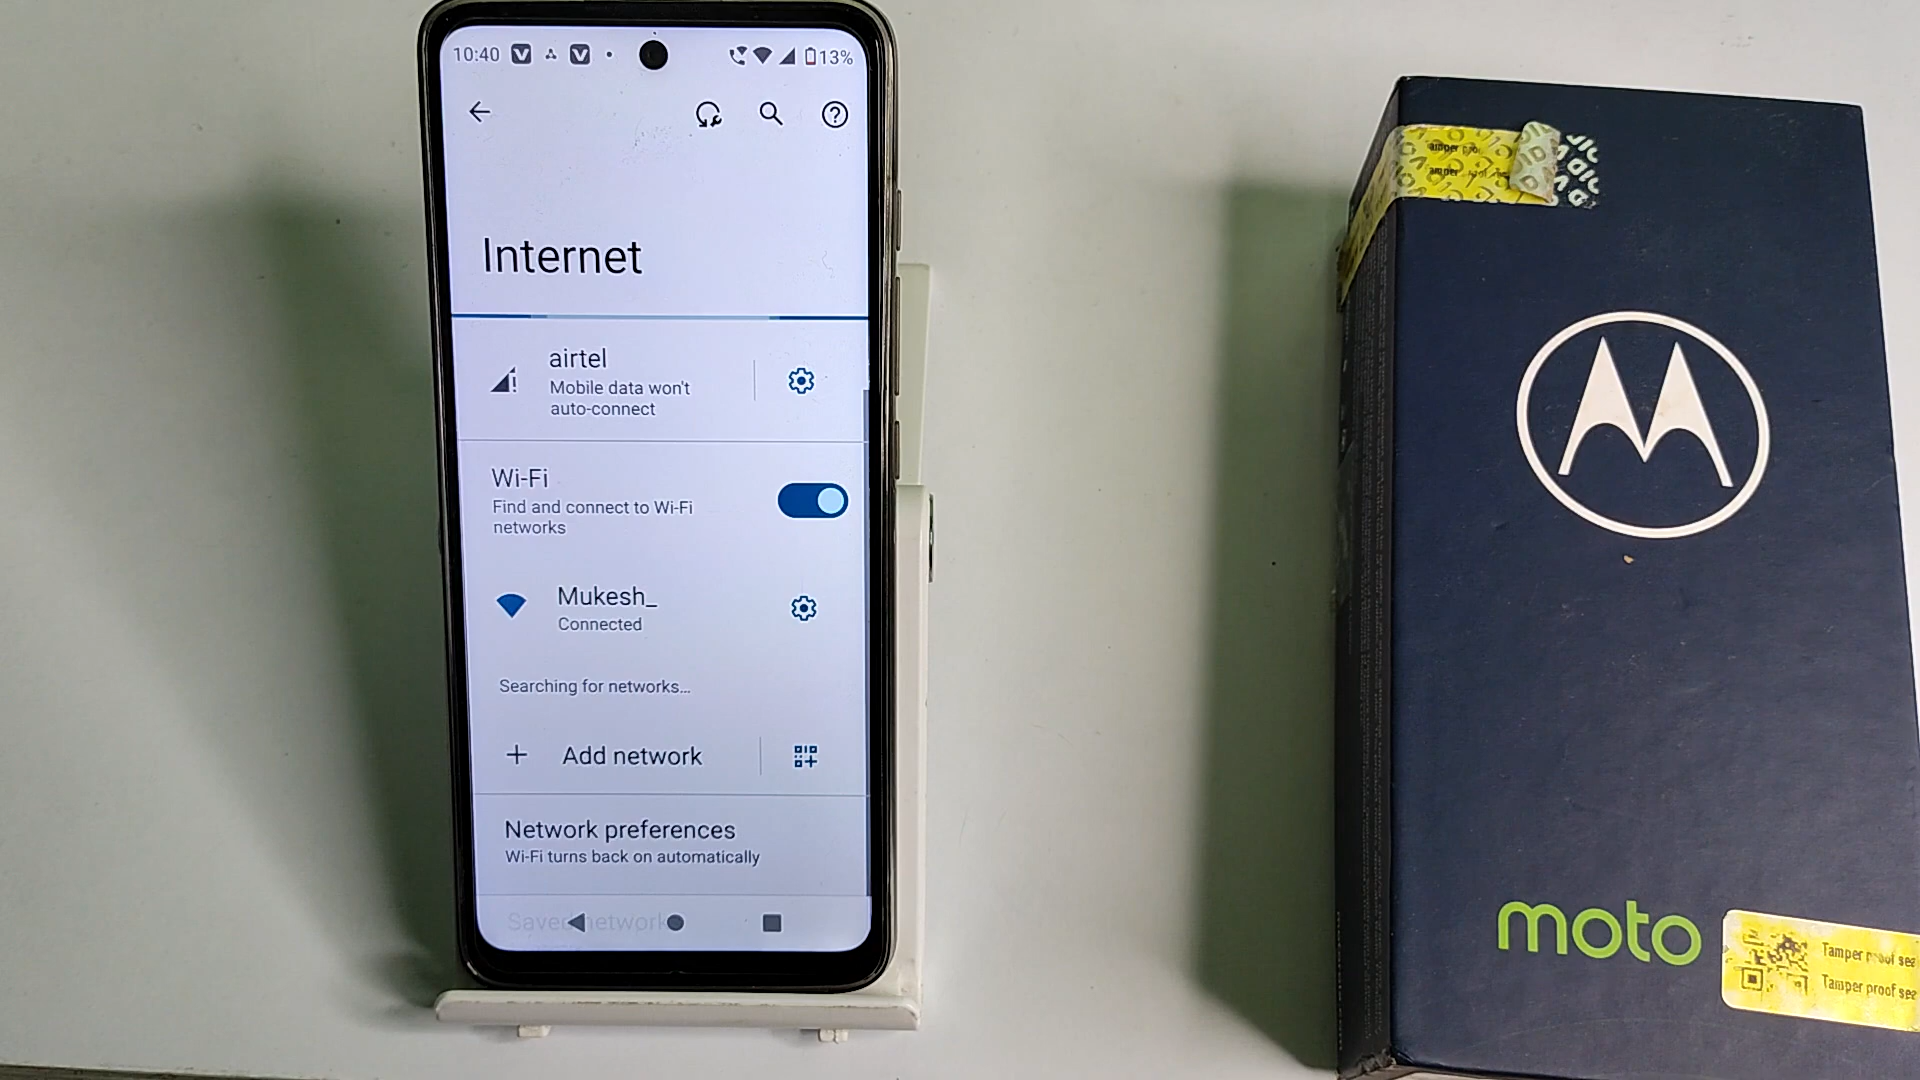 10:40
13%
Internet
airtel
Mobile data won't
auto-connect
Wi-Fi
Find and connect to Wi-Fi
networks
Mukesh_
Connected
Searching for networks…
Add network
Network preferences
Wi-Fi turns back on automatically
Saved networks
moto
Tamper proof
Tamper proof